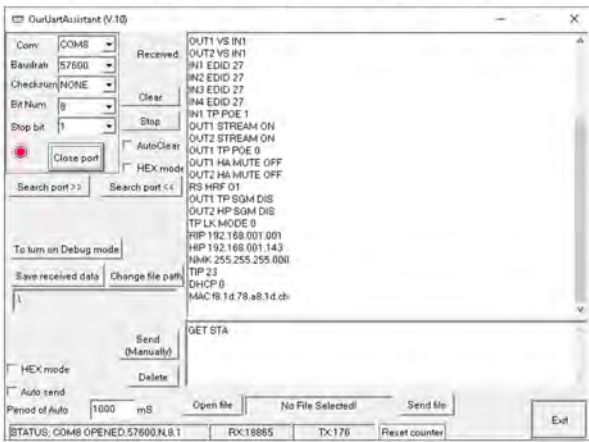 OurUartAssistant (V.10)
Com COM8
Baudrate 57600
Checksum NONE
Bit Num 8
Stop bit 1
Close port
Received
Clear
Stop
AutoClear
HEX mode
Search port >>
Search port <<
To turn on Debug mode
Save received data
Change file path
.\
OUT1 VS IN1
OUT2 VS IN1
IN1 EDID 27
IN2 EDID 27
IN3 EDID 27
IN4 EDID 27
IN1 TP POE 1
OUT1 STREAM ON
OUT2 STREAM ON
OUT1 TP POE 0
OUT1 HA MUTE OFF
OUT2 HA MUTE OFF
RS HRF 01
OUT1 TP SGM DIS
OUT2 HP SGM DIS
TP LK MODE 0
RIP 192.168.001.001
HIP 192.168.001.143
NMK 255.255.255.000
TIP 23
DHCP 0
MAC f8.1d.78.a8.1d.cb
GET STA
Send
(Manually)
HEX mode
Delete
Auto send
Period of Auto 1000 mS
Open file
No File Selected!
Send file
Exit
STATUS: COM8 OPENED,57600,N,8,1
RX:18865
TX:176
Reset counter